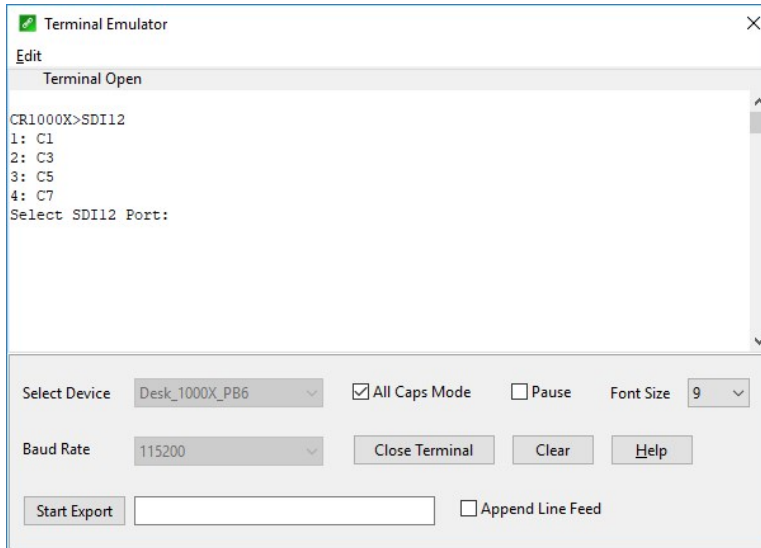 Terminal Emulator
Edit
Terminal Open
CR1000X>SDI12
1: C1
2: C3
3: C5
4: C7
Select SDI12 Port:
Select Device Desk_1000X_PB6 All Caps Mode Pause Font Size 9
Baud Rate 115200 Close Terminal Clear Help
Start Export Append Line Feed